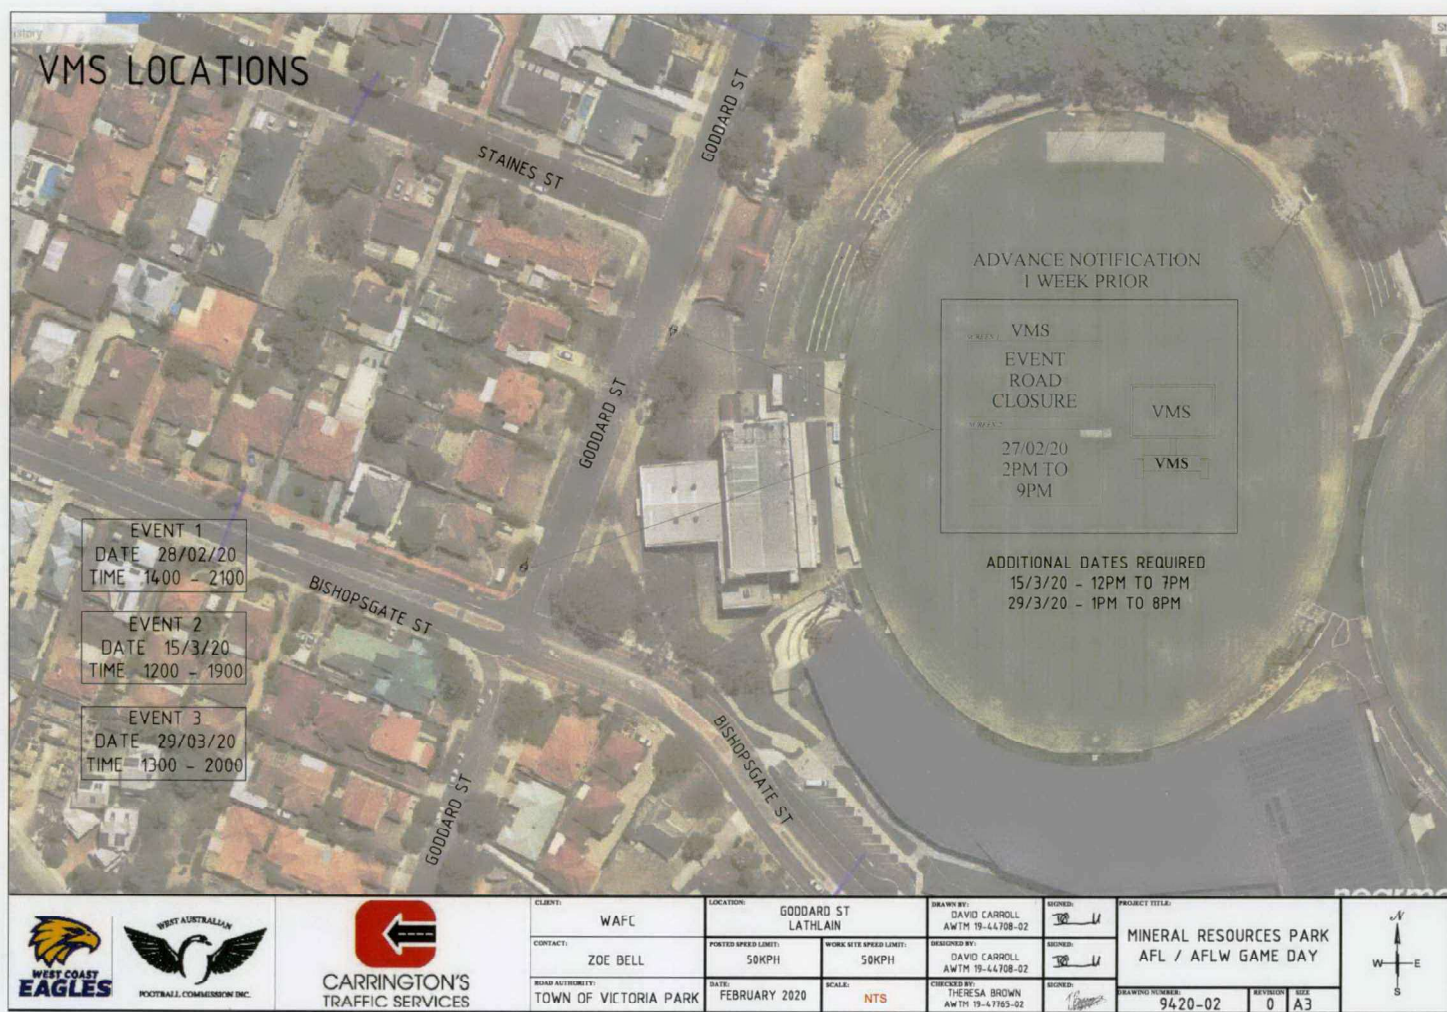 VMS LOCATIONS
GODDARD ST
STAINES ST
ADVANCE NOTIFICATION
1 WEEK PRIOR
VMS
EVENT
ROAD
CLOSURE
27/02/20
2PM TO
9PM
VMS
VMS
GODDARD ST
EVENT 1
DATE 28/02/20
TIME 1400 - 2100
BISHOPSGATE ST
ADDITIONAL DATES REQUIRED
15/3/20 - 12PM TO 7PM
29/3/20 - 1PM TO 8PM
EVENT 2
DATE 15/3/20
TIME 1200 - 1900
EVENT 3
DATE 29/03/20
TIME 1300 - 2000
BISHOPSGATE ST
GODDARD ST
WEST COAST
EAGLES
WEST AUSTRALIAN
FOOTBALL COMMISSION INC.
CARRINGTON'S
TRAFFIC SERVICES
CLIENT:
WAFC
CONTACT:
ZOE BELL
ROAD AUTHORITY:
TOWN OF VICTORIA PARK
LOCATION:
GODDARD ST
LATHLAIN
POSTED SPEED LIMIT:
50KPH
WORK SITE SPEED LIMIT:
50KPH
DATE:
FEBRUARY 2020
SCALE:
NTS
DRAWN BY:
DAVID CARROLL
AWTM 19-44708-02
SIGNED:
DESIGNED BY:
DAVID CARROLL
AWTM 19-44708-02
SIGNED:
CHECKED BY:
THERESA BROWN
AWTM 19-47765-02
SIGNED:
PROJECT TITLE:
MINERAL RESOURCES PARK
AFL / AFLW GAME DAY
DRAWING NUMBER:
9420-02
REVISION
0
SIZE
A3
N
W
E
S